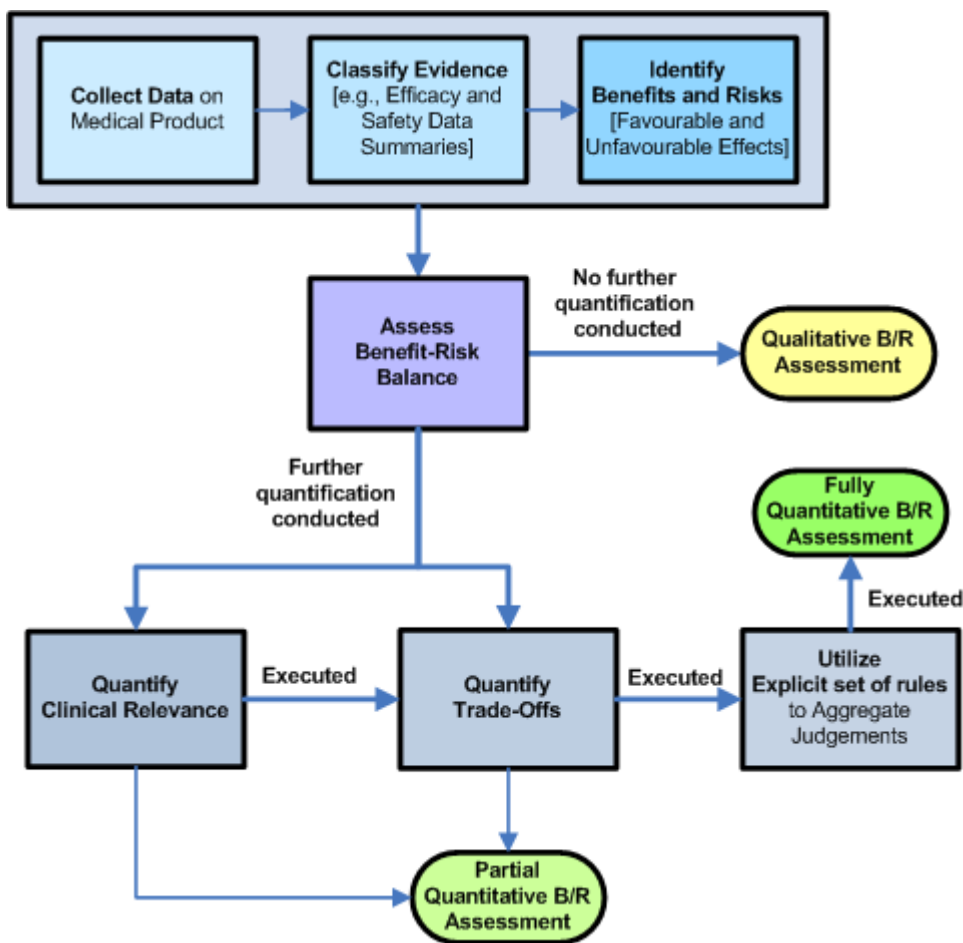 Collect Data on
Medical Product
Classify Evidence
[e.g., Efficacy and
Safety Data
Summaries]
Identify
Benefits and Risks
[Favourable and
Unfavourable Effects]
Assess
Benefit-Risk
Balance
No further
quantification
conducted
Qualitative B/R
Assessment
Further
quantification
conducted
Fully
Quantitative B/R
Assessment
Executed
Quantify
Clinical Relevance
Executed
Quantify
Trade-Offs
Executed
Utilize
Explicit set of rules
to Aggregate
Judgements
Partial
Quantitative B/R
Assessment